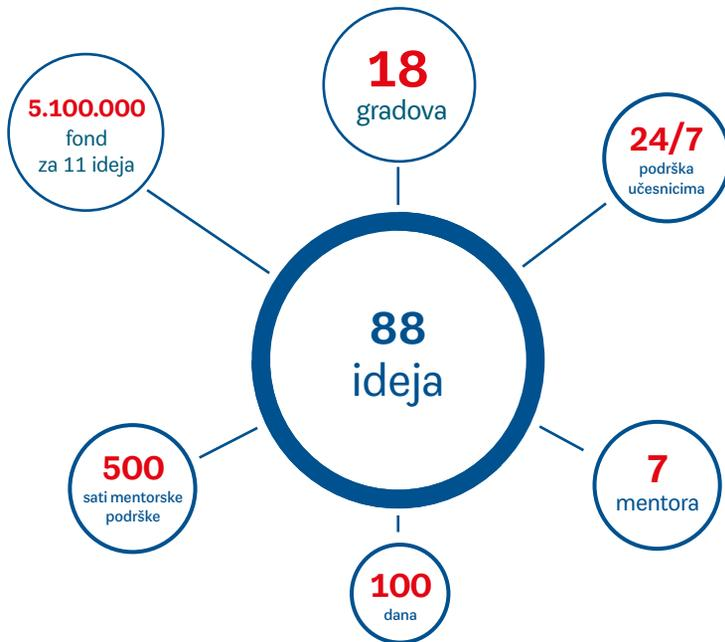 18
gradova
5.100.000
fond
za 11 ideja
24/7
podrška
učesnicima
88
ideja
500
sati mentorske
podrške
7
mentora
100
dana